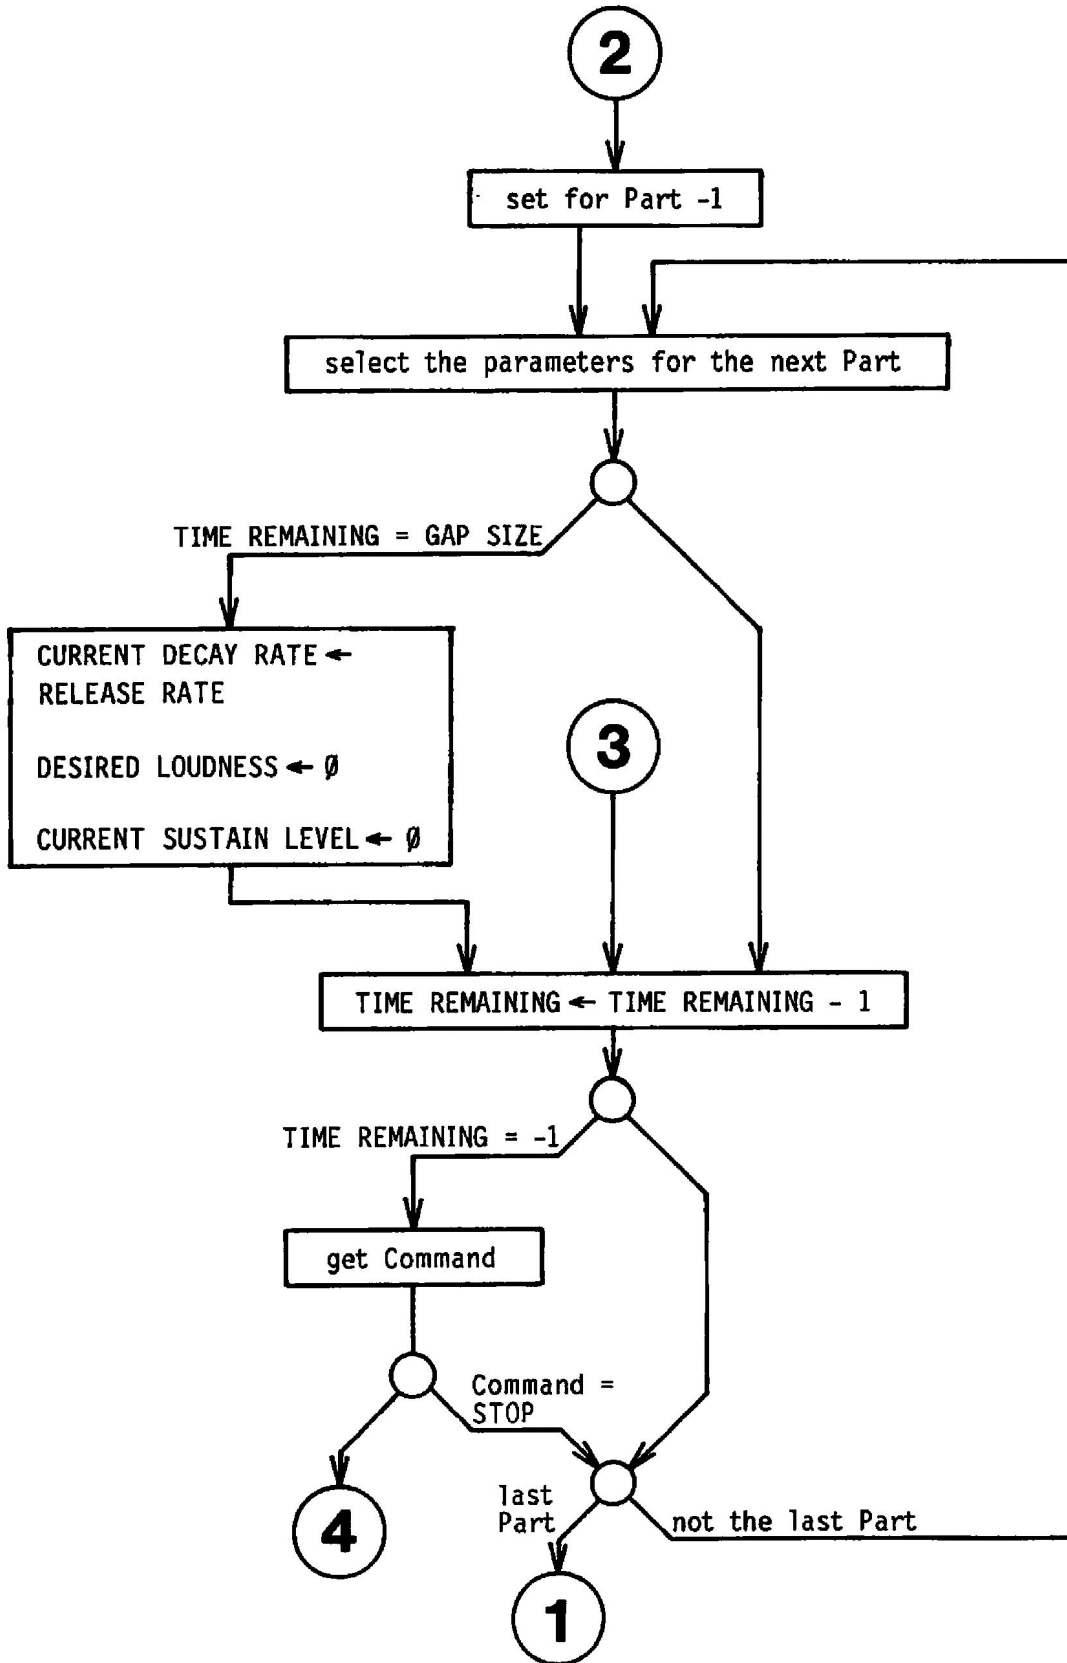 2
set for Part -1
select the parameters for the next Part
TIME REMAINING = GAP SIZE
CURRENT DECAY RATE ←
RELEASE RATE
DESIRED LOUDNESS ← Ø
CURRENT SUSTAIN LEVEL ← Ø
3
TIME REMAINING ← TIME REMAINING - 1
TIME REMAINING = -1
get Command
Command =
STOP
last
Part
not the last Part
4
1